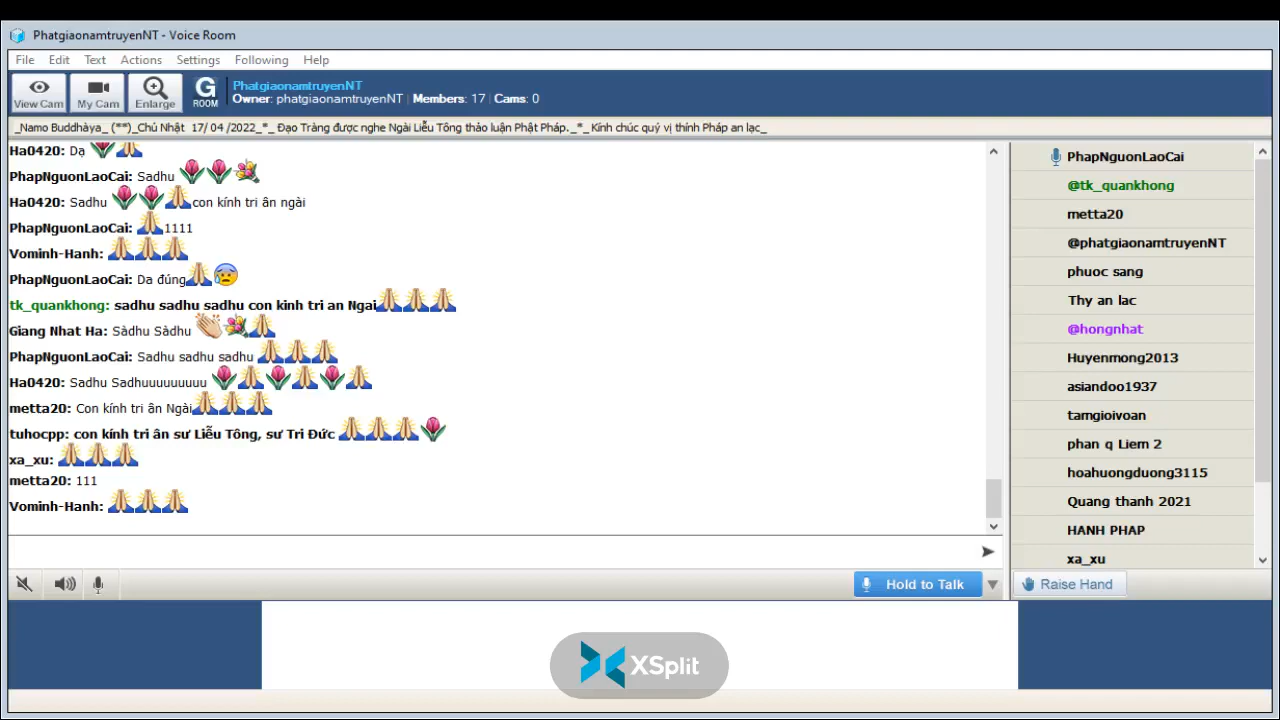 PhatgiaonamtruyenNT - Voice Room
File Edit Text Actions Settings Following Help
View Cam My Cam Enlarge G ROOM
PhatgiaonamtruyenNT
Owner: phatgiaonamtruyenNT | Members: 17 | Cams: 0
_Namo Buddhàya_ (**)_Chủ Nhật 17/ 04 /2022_*_ Đạo Tràng được nghe Ngài Liễu Tông thảo luận Phật Pháp._*_ Kính chúc quý vị thính Pháp an lạc_
Ha0420: Dạ
PhapNguonLaoCai: Sadhu
Ha0420: Sadhu con kính tri ân ngài
PhapNguonLaoCai: 1111
Vominh-Hanh:
PhapNguonLaoCai: Da đúng
tk_quankhong: sadhu sadhu sadhu con kinh tri an Ngai
Giang Nhat Ha: Sàdhu Sàdhu
PhapNguonLaoCai: Sadhu sadhu sadhu
Ha0420: Sadhu Sadhuuuuuuuuu
metta20: Con kính tri ân Ngài
tuhocpp: con kính tri ân sư Liễu Tông, sư Tri Đức
xa_xu:
metta20: 111
Vominh-Hanh:
PhapNguonLaoCai
@tk_quankhong
metta20
@phatgiaonamtruyenNT
phuoc sang
Thy an lac
@hongnhat
Huyenmong2013
asiandoo1937
tamgioivoan
phan q Liem 2
hoahuongduong3115
Quang thanh 2021
HANH PHAP
xa_xu
Hold to Talk
Raise Hand
XSplit